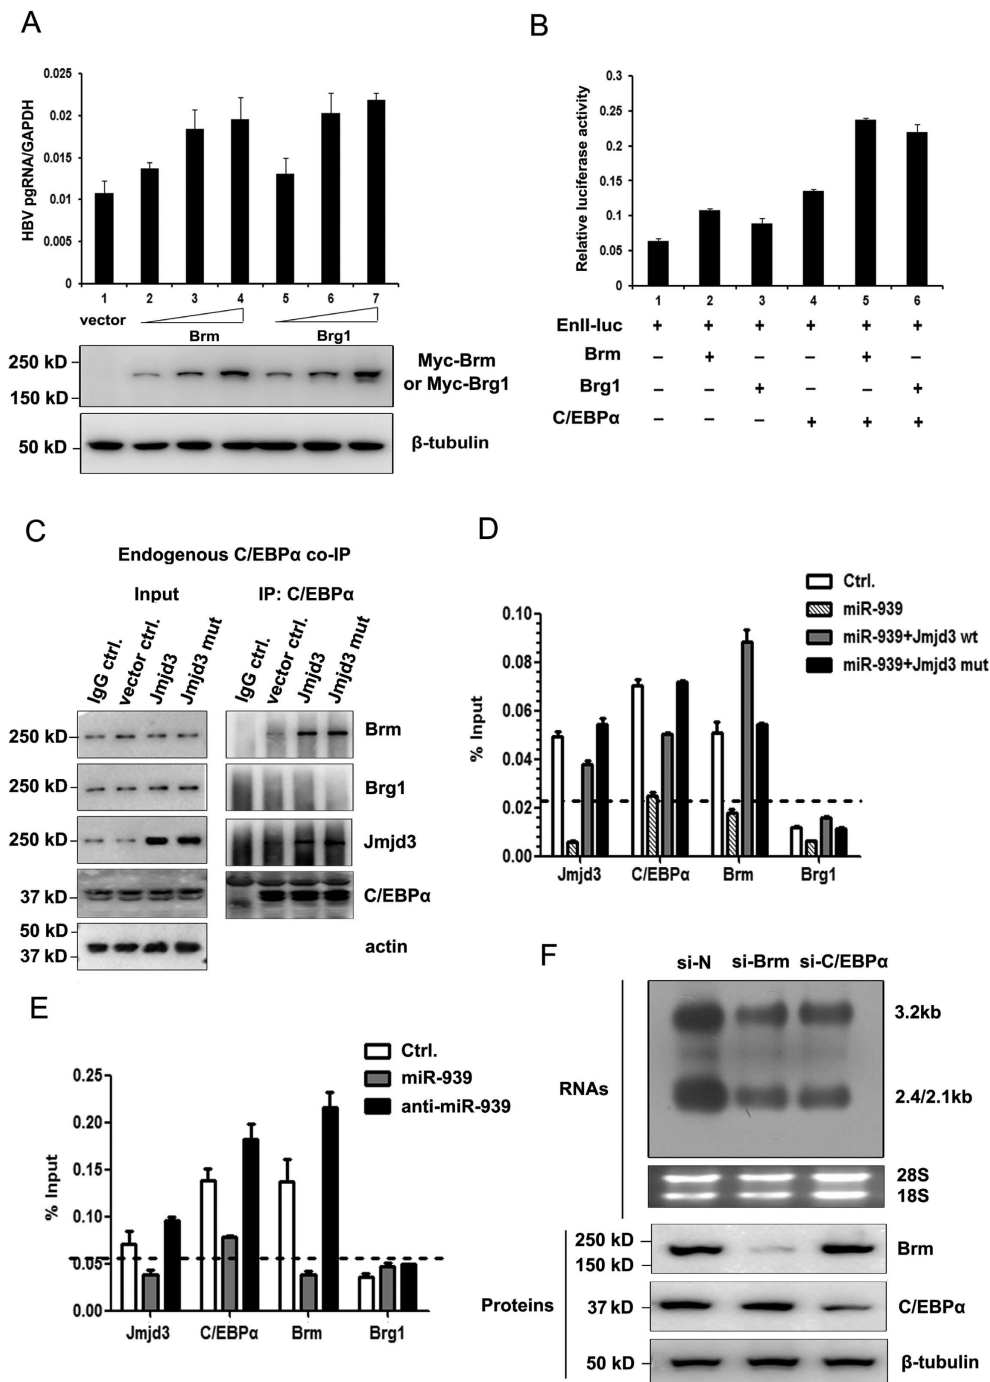 A
0.025
0.02
0.015
0.01
0.005
0
HBV pgRNA/GAPDH
1 2 3 4 5 6 7
vector
Brm Brg1
250 kD
150 kD
Myc-Brm
or Myc-Brg1
50 kD
β-tubulin
B
0.3
0.25
0.2
0.15
0.1
0.05
0
Relative luciferase activity
1 2 3 4 5 6
EnII-luc + + + + + +
Brm – + – – + –
Brg1 – – + – – +
C/EBPα – – – + + +
C
Endogenous C/EBPα co-IP
Input IP: C/EBPα
IgG ctrl. vector ctrl. Jmjd3 Jmjd3 mut IgG ctrl. vector ctrl. Jmjd3 Jmjd3 mut
250 kD Brm
250 kD Brg1
250 kD Jmjd3
37 kD C/EBPα
50 kD
37 kD
actin
D
Ctrl.
miR-939
miR-939+Jmjd3 wt
miR-939+Jmjd3 mut
0.10
0.08
0.06
0.04
0.02
0.00
% Input
Jmjd3 C/EBPα Brm Brg1
E
Ctrl.
miR-939
anti-miR-939
0.25
0.20
0.15
0.10
0.05
0.00
% Input
Jmjd3 C/EBPα Brm Brg1
F
si-N si-Brm si-C/EBPα
RNAs
3.2kb
2.4/2.1kb
28S
18S
Proteins
250 kD
150 kD
Brm
37 kD C/EBPα
50 kD β-tubulin